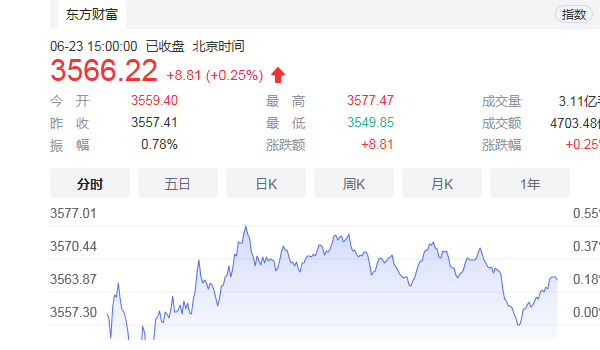 东方财富 指数
06-23 15:00:00 已收盘 北京时间
3566.22 +8.81 (+0.25%)
今 开 3559.40 最 高 3577.47 成交量 3.11亿
昨 收 3557.41 最 低 3549.85 成交额 4703.48
振 幅 0.78% 涨跌额 +8.81 涨跌幅 +0.25
分时 五日 日K 周K 月K 1年
3577.01 0.55%
3570.44 0.37%
3563.87 0.18%
3557.30 0.00%